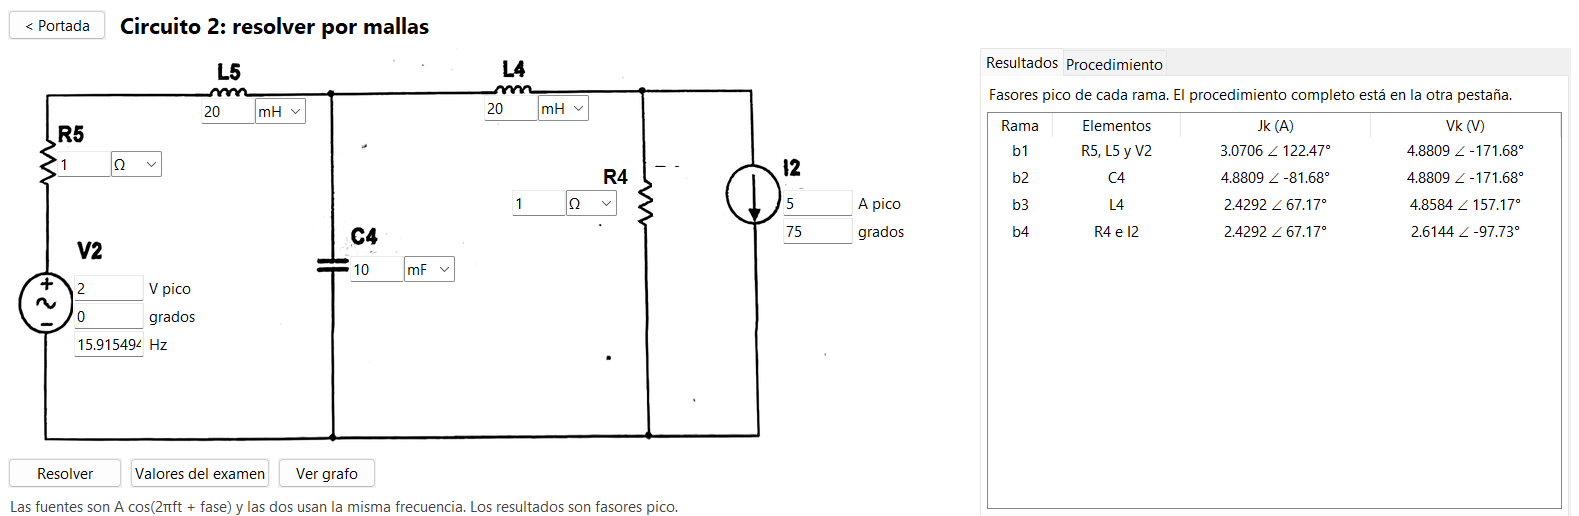 < Portada
Circuito 2: resolver por mallas
L5
20 mH
L4
20 mH
R5
1 Ω
R4
1 Ω
I2
5 A pico
75 grados
C4
10 mF
V2
2 V pico
0 grados
15.915494 Hz
Resolver
Valores del examen
Ver grafo
Las fuentes son A cos(2πft + fase) y las dos usan la misma frecuencia. Los resultados son fasores pico.
Resultados Procedimiento
Fasores pico de cada rama. El procedimiento completo está en la otra pestaña.
Rama Elementos Jk (A) Vk (V)
b1 R5, L5 y V2 3.0706 ∠ 122.47° 4.8809 ∠ -171.68°
b2 C4 4.8809 ∠ -81.68° 4.8809 ∠ -171.68°
b3 L4 2.4292 ∠ 67.17° 4.8584 ∠ 157.17°
b4 R4 e I2 2.4292 ∠ 67.17° 2.6144 ∠ -97.73°